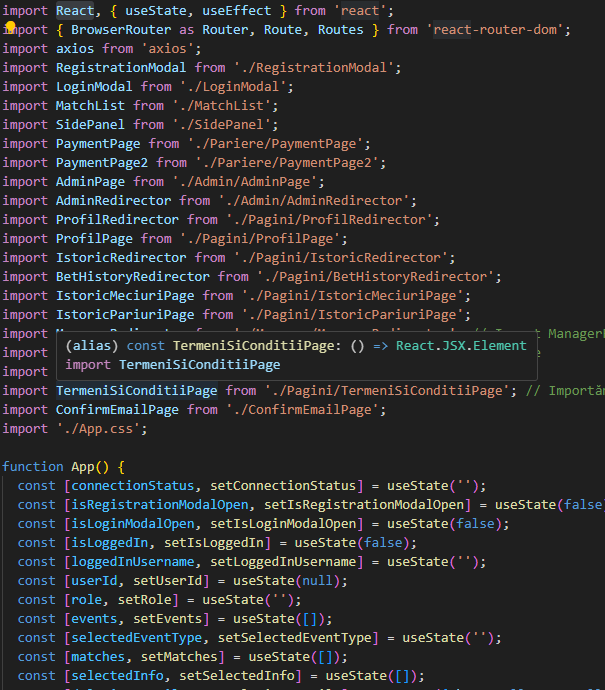 import React, { useState, useEffect } from 'react';
import { BrowserRouter as Router, Route, Routes } from 'react-router-dom';
import axios from 'axios';
import RegistrationModal from './RegistrationModal';
import LoginModal from './LoginModal';
import MatchList from './MatchList';
import SidePanel from './SidePanel';
import PaymentPage from './Pariere/PaymentPage';
import PaymentPage2 from './Pariere/PaymentPage2';
import AdminPage from './Admin/AdminPage';
import AdminRedirector from './Admin/AdminRedirector';
import ProfilRedirector from './Pagini/ProfilRedirector';
import ProfilPage from './Pagini/ProfilPage';
import IstoricRedirector from './Pagini/IstoricRedirector';
import BetHistoryRedirector from './Pagini/BetHistoryRedirector';
import IstoricMeciuriPage from './Pagini/IstoricMeciuriPage';
import IstoricPariuriPage from './Pagini/IstoricPariuriPage';
import
(alias) const TermeniSiConditiiPage: () => React.JSX.Element
import
import TermeniSiConditiiPage
import
import TermeniSiConditiiPage from './Pagini/TermeniSiConditiiPage'; // Importăm
import ConfirmEmailPage from './ConfirmEmailPage';
import './App.css';
function App() {
const [connectionStatus, setConnectionStatus] = useState('');
const [isRegistrationModalOpen, setIsRegistrationModalOpen] = useState(false)
const [isLoginModalOpen, setIsLoginModalOpen] = useState(false);
const [isLoggedIn, setIsLoggedIn] = useState(false);
const [loggedInUsername, setLoggedInUsername] = useState('');
const [userId, setUserId] = useState(null);
const [role, setRole] = useState('');
const [events, setEvents] = useState([]);
const [selectedEventType, setSelectedEventType] = useState('');
const [matches, setMatches] = useState([]);
const [selectedInfo, setSelectedInfo] = useState([]);